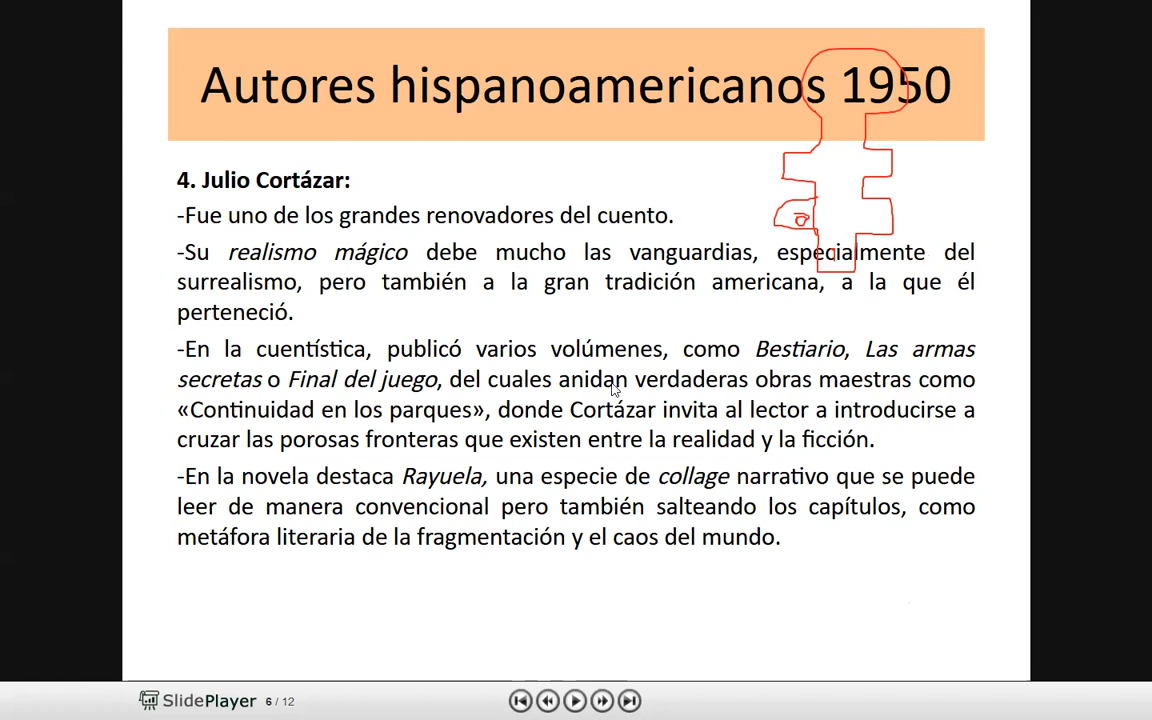 Autores hispanoamericanos 1950
4. Julio Cortázar:
-Fue uno de los grandes renovadores del cuento.
-Su realismo mágico debe mucho las vanguardias, especialmente del
surrealismo, pero también a la gran tradición americana, a la que él
perteneció.
-En la cuentística, publicó varios volúmenes, como Bestiario, Las armas
secretas o Final del juego, del cuales anidan verdaderas obras maestras como
«Continuidad en los parques», donde Cortázar invita al lector a introducirse a
cruzar las porosas fronteras que existen entre la realidad y la ficción.
-En la novela destaca Rayuela, una especie de collage narrativo que se puede
leer de manera convencional pero también salteando los capítulos, como
metáfora literaria de la fragmentación y el caos del mundo.
SlidePlayer 6 / 12